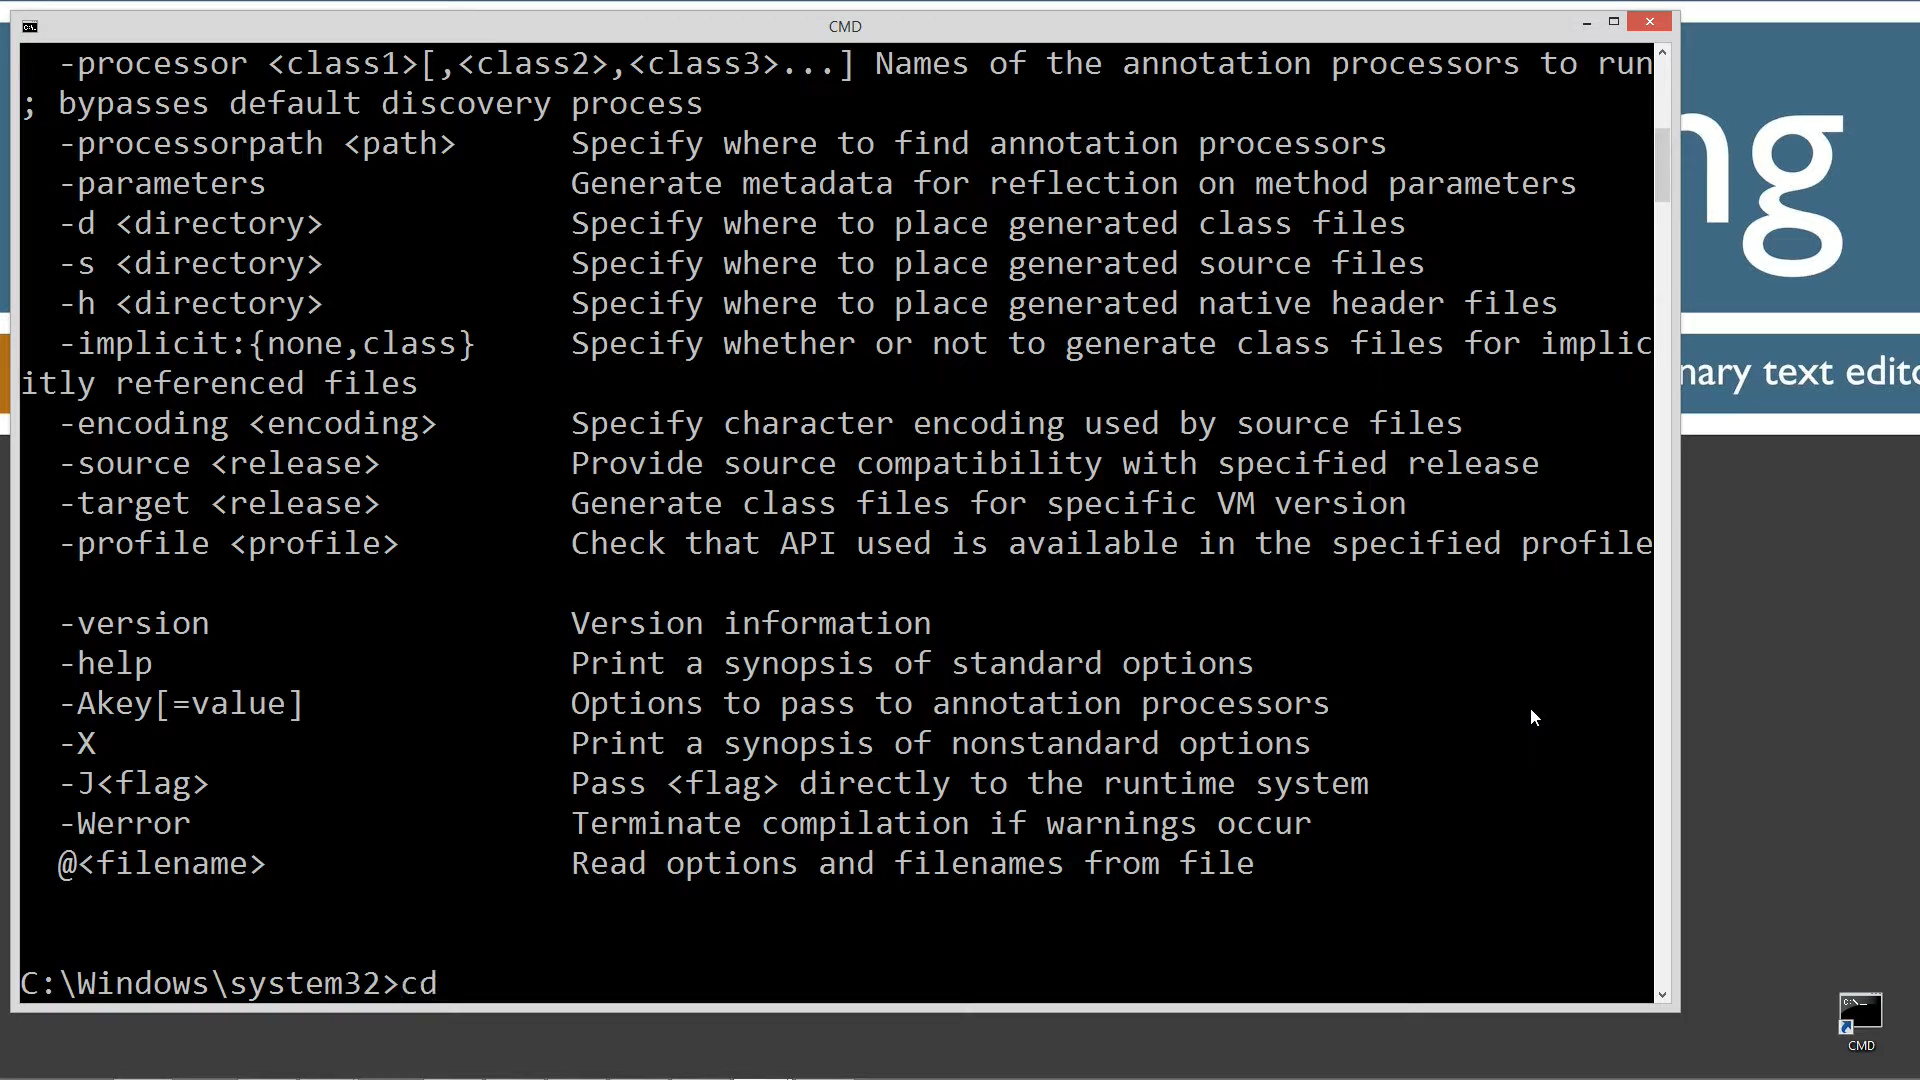 CMD
-processor <class1>[,<class2>,<class3>...] Names of the annotation processors to run
; bypasses default discovery process
-processorpath <path> Specify where to find annotation processors
-parameters Generate metadata for reflection on method parameters
-d <directory> Specify where to place generated class files
-s <directory> Specify where to place generated source files
-h <directory> Specify where to place generated native header files
-implicit:{none,class} Specify whether or not to generate class files for implic
itly referenced files
-encoding <encoding> Specify character encoding used by source files
-source <release> Provide source compatibility with specified release
-target <release> Generate class files for specific VM version
-profile <profile> Check that API used is available in the specified profile
-version Version information
-help Print a synopsis of standard options
-Akey[=value] Options to pass to annotation processors
-X Print a synopsis of nonstandard options
-J<flag> Pass <flag> directly to the runtime system
-Werror Terminate compilation if warnings occur
@<filename> Read options and filenames from file
C:\Windows\system32>cd
ng
nary text edito
CMD